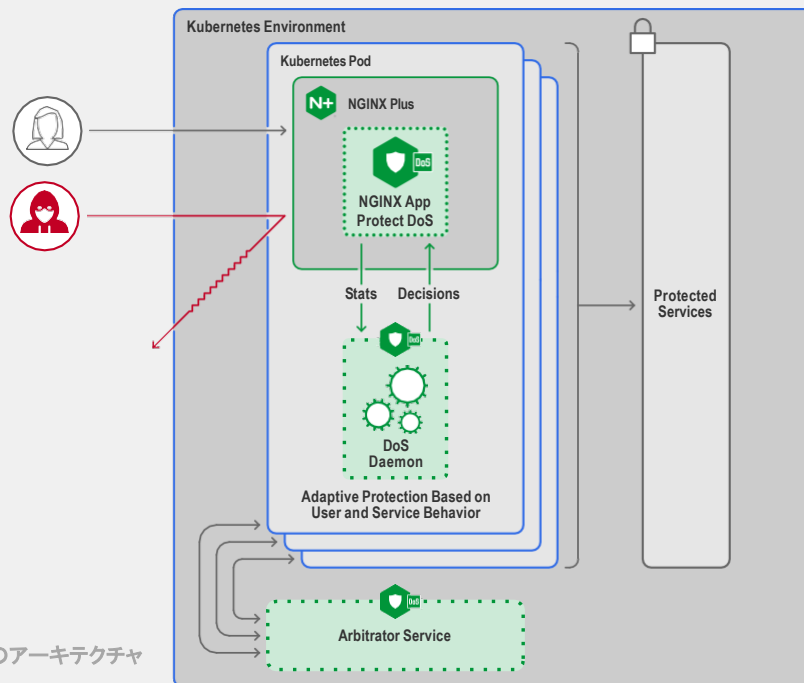 Kubernetes Environment
Kubernetes Pod
N+
NGINX Plus
DoS
NGINX App
Protect DoS
Stats
Decisions
Protected
Services
DoS
DoS
Daemon
Adaptive Protection Based on
User and Service Behavior
DoS
Arbitrator Service
のアーキテクチャ